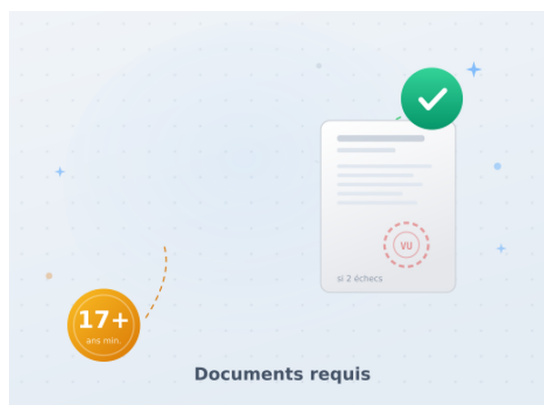 VU
si 2 échecs
17+
ans min.
Documents requis